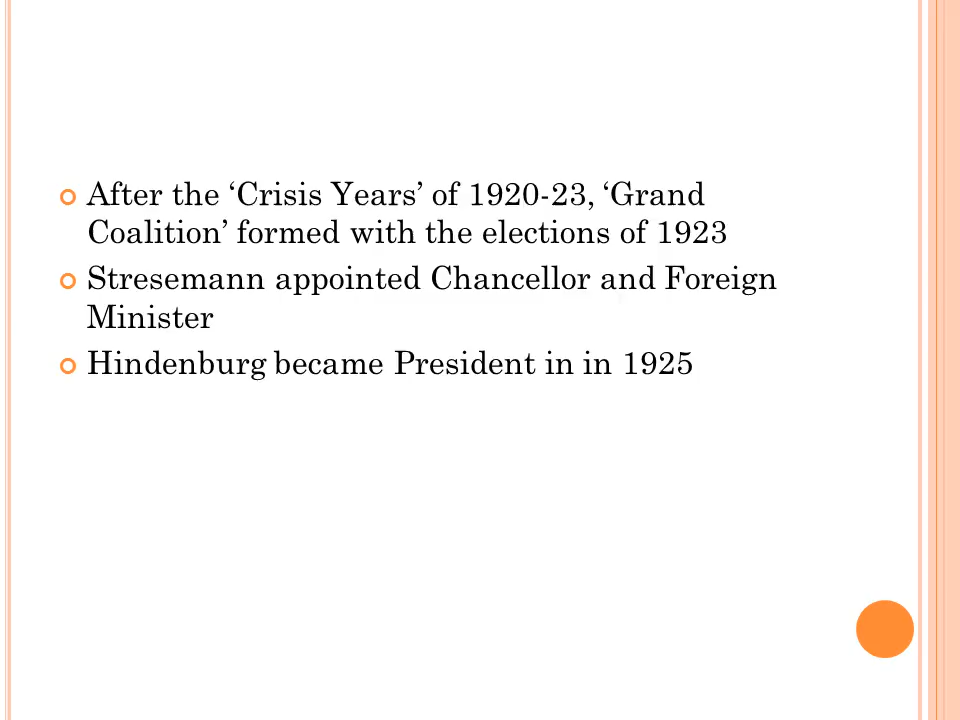 After the ‘Crisis Years’ of 1920-23, ‘Grand
Coalition’ formed with the elections of 1923
Stresemann appointed Chancellor and Foreign
Minister
Hindenburg became President in in 1925